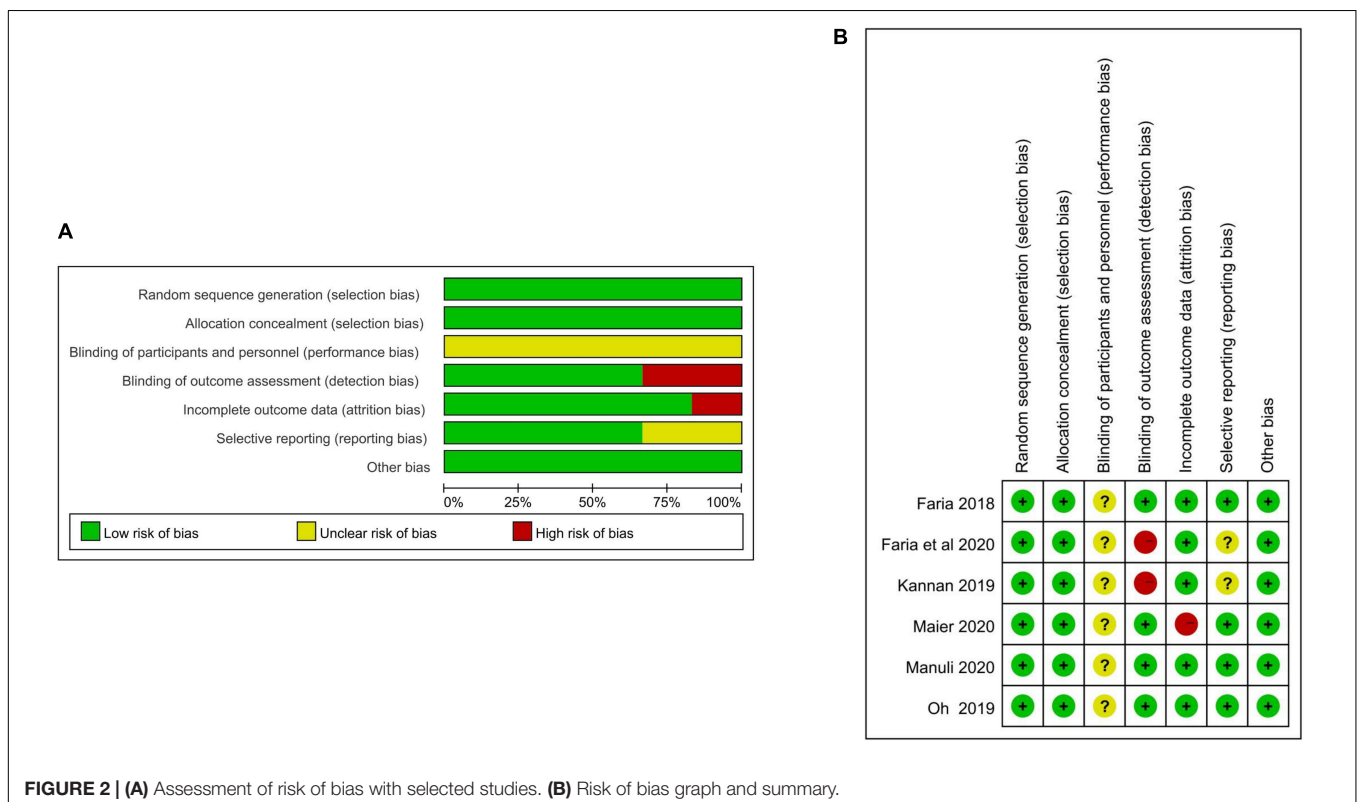 A
Random sequence generation (selection bias)
Allocation concealment (selection bias)
Blinding of participants and personnel (performance bias)
Blinding of outcome assessment (detection bias)
Incomplete outcome data (attrition bias)
Selective reporting (reporting bias)
Other bias
0% 25% 50% 75% 100%
Low risk of bias Unclear risk of bias High risk of bias
B
Random sequence generation (selection bias)
Allocation concealment (selection bias)
Blinding of participants and personnel (performance bias)
Blinding of outcome assessment (detection bias)
Incomplete outcome data (attrition bias)
Selective reporting (reporting bias)
Other bias
Faria 2018 + + ? + + + +
Faria et al 2020 + + ? - + ? +
Kannan 2019 + + ? - + ? +
Maier 2020 + + ? + - + +
Manuli 2020 + + ? + + + +
Oh 2019 + + ? + + + +
FIGURE 2 | (A) Assessment of risk of bias with selected studies. (B) Risk of bias graph and summary.